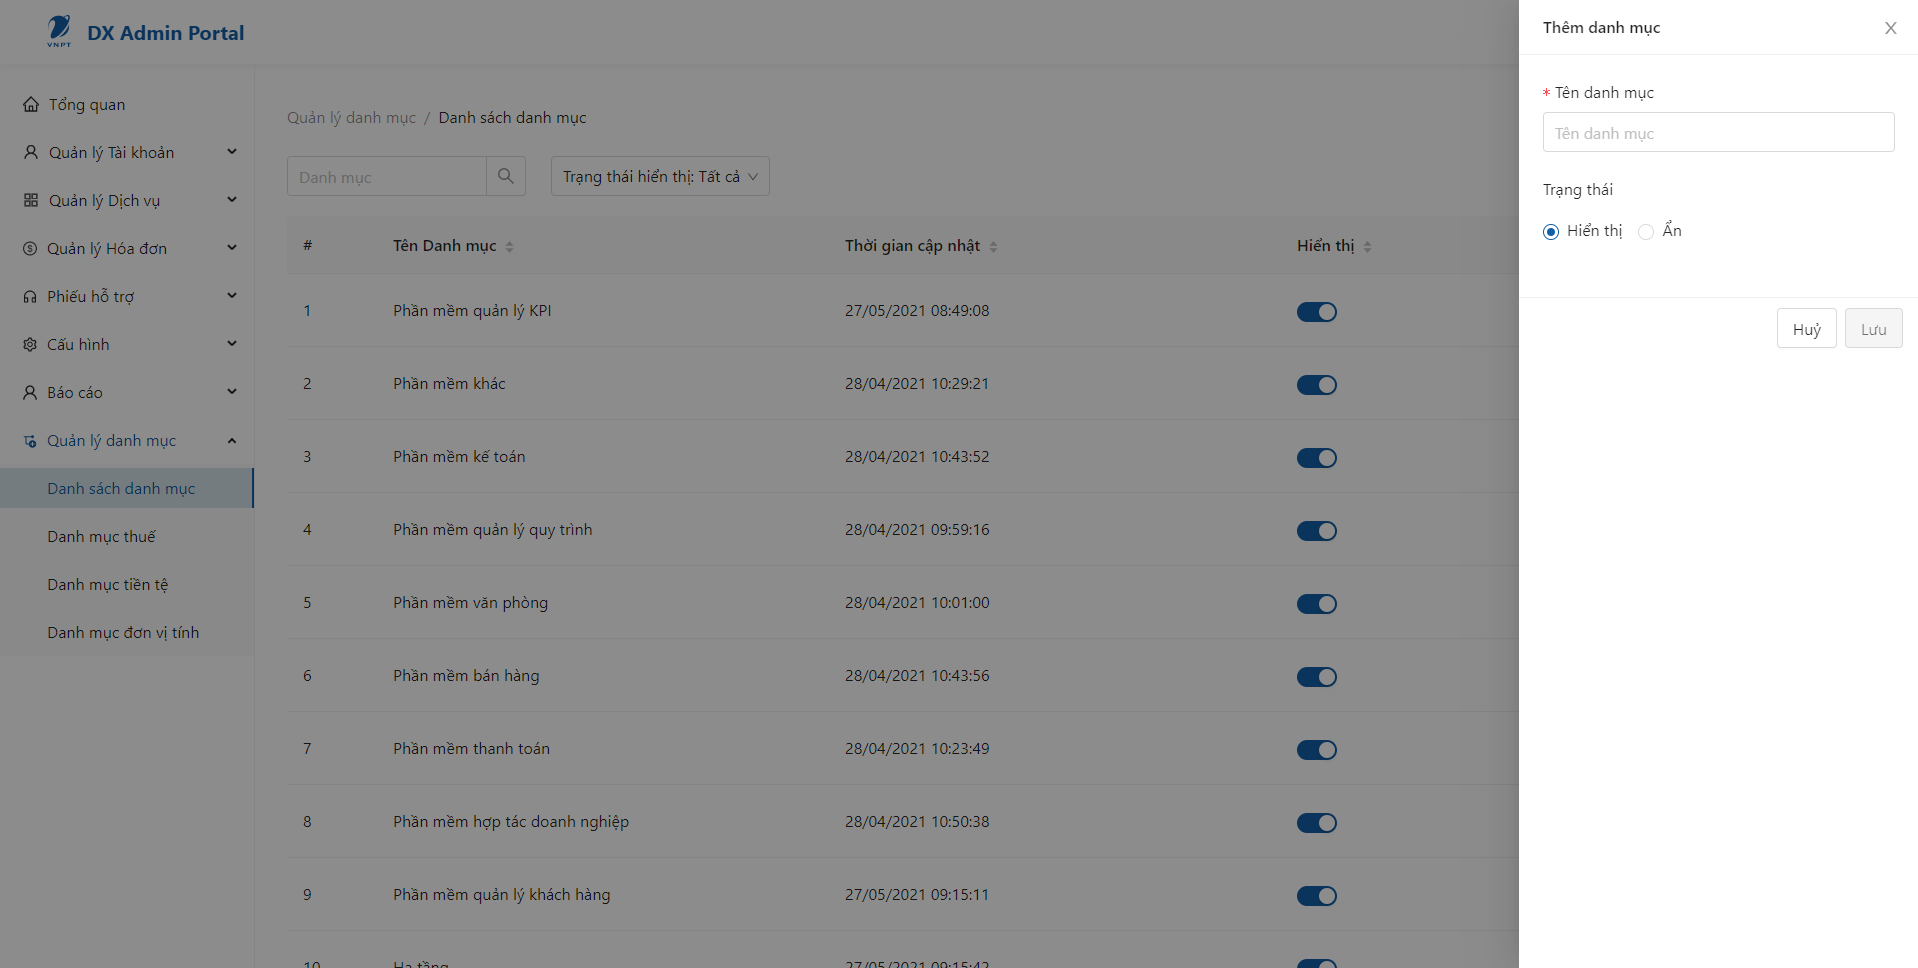 VNPT
DX Admin Portal
Tổng quan
Quản lý Tài khoản
Quản lý Dịch vụ
Quản lý Hóa đơn
Phiếu hỗ trợ
Cấu hình
Báo cáo
Quản lý danh mục
Danh sách danh mục
Danh mục thuế
Danh mục tiền tệ
Danh mục đơn vị tính
Quản lý danh mục / Danh sách danh mục
Danh mục
Trạng thái hiển thị: Tất cả
# Tên Danh mục Thời gian cập nhật Hiển thị
1 Phần mềm quản lý KPI 27/05/2021 08:49:08
2 Phần mềm khác 28/04/2021 10:29:21
3 Phần mềm kế toán 28/04/2021 10:43:52
4 Phần mềm quản lý quy trình 28/04/2021 09:59:16
5 Phần mềm văn phòng 28/04/2021 10:01:00
6 Phần mềm bán hàng 28/04/2021 10:43:56
7 Phần mềm thanh toán 28/04/2021 10:23:49
8 Phần mềm hợp tác doanh nghiệp 28/04/2021 10:50:38
9 Phần mềm quản lý khách hàng 27/05/2021 09:15:11
10 Hạ tầng 27/05/2021 09:15:42
Thêm danh mục
* Tên danh mục
Tên danh mục
Trạng thái
Hiển thị Ẩn
Huỷ Lưu